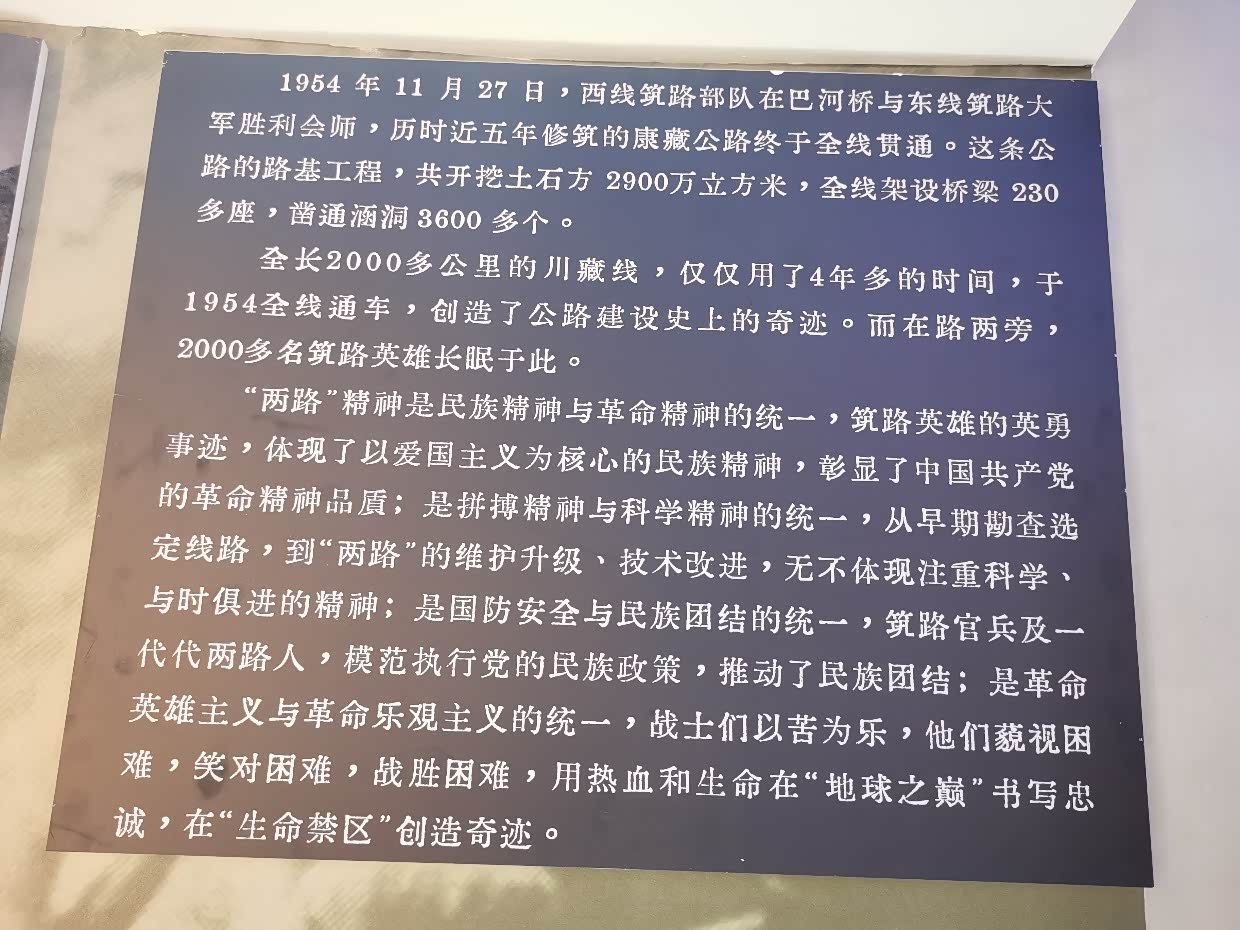 1954 年 11 月 27 日，西线筑路部队在巴河桥与东线筑路大
军胜利会师，历时近五年修筑的康藏公路终于全线贯通。这条公
路的路基工程，共开挖土石方 2900万立方米，全线架设桥梁 230
多座，凿通涵洞 3600 多个。
全长2000多公里的川藏线，仅仅用了4年多的时间，于
1954全线通车，创造了公路建设史上的奇迹。而在路两旁，
2000多名筑路英雄长眠于此。
“两路”精神是民族精神与革命精神的统一，筑路英雄的英勇
事迹，体现了以爱国主义为核心的民族精神，彰显了中国共产党
的革命精神品质；是拼搏精神与科学精神的统一，从早期勘查选
定线路，到“两路”的维护升级、技术改进，无不体现注重科学、
与时俱进的精神；是国防安全与民族团结的统一，筑路官兵及一
代代两路人，模范执行党的民族政策，推动了民族团结；是革命
英雄主义与革命乐观主义的统一，战士们以苦为乐，他们藐视困
难，笑对困难，战胜困难，用热血和生命在“地球之巅”书写忠
诚，在“生命禁区”创造奇迹。